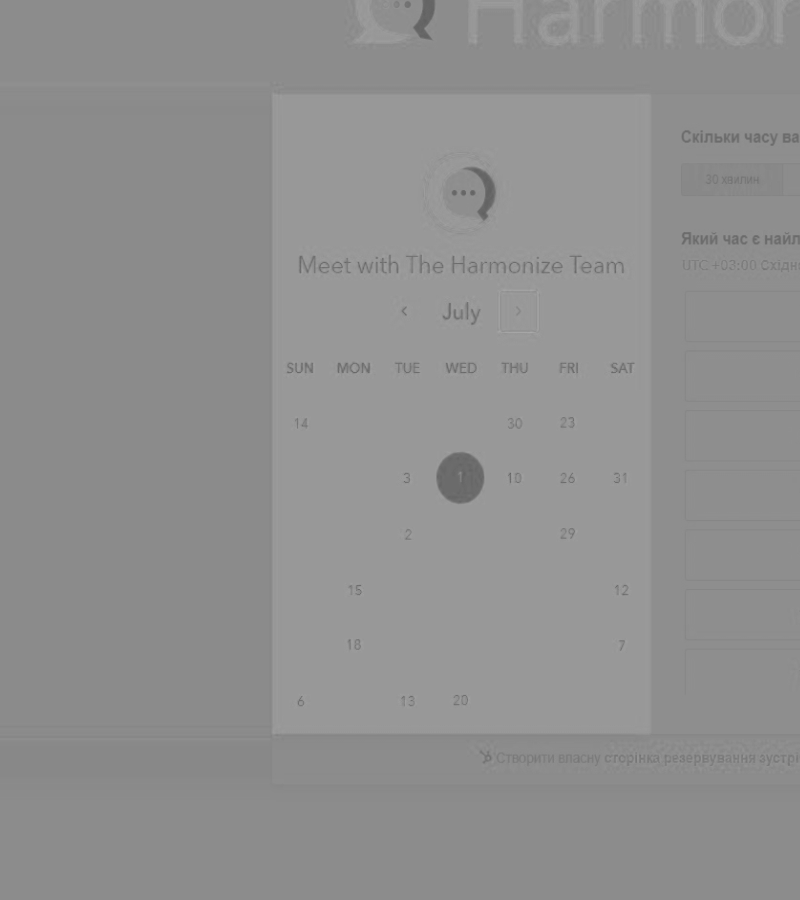 Harmon
Скільки часу ва
30 хвилин
Який час є найл
UTC +03:00 Східн
Meet with The Harmonize Team
July
SUN MON TUE WED THU FRI SAT
14 30 23
3 1 10 26 31
2 29
15 12
18 7
6 13 20
Створити власну сторінка резервування зустрі